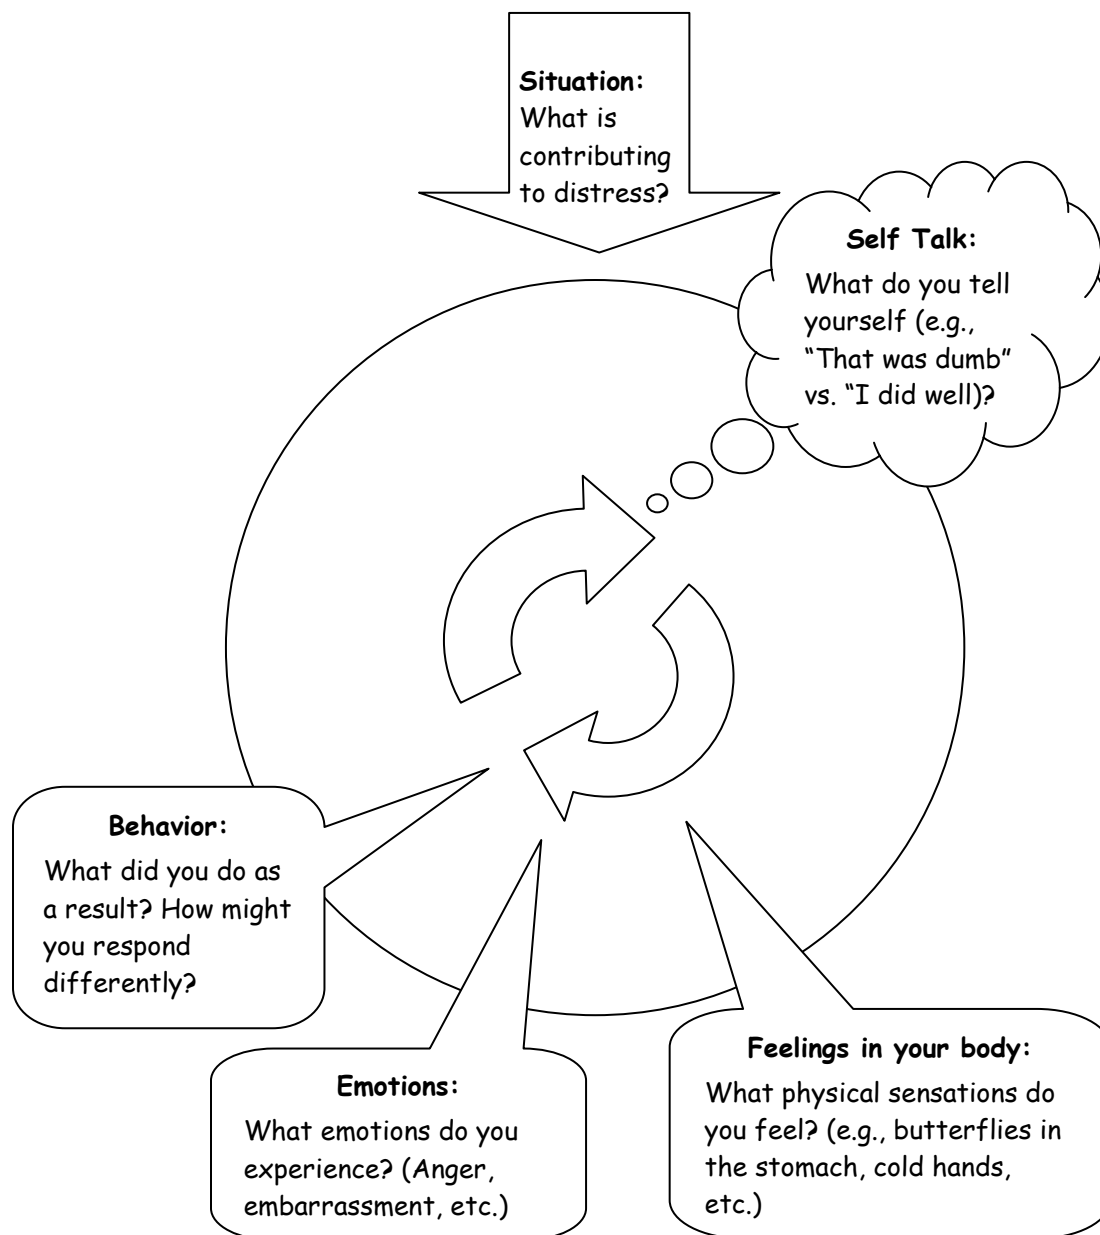 Situation:
What is
contributing
to distress?
Self Talk:
What do you tell
yourself (e.g.,
“That was dumb”
vs. “I did well)?
Behavior:
What did you do as
a result? How might
you respond
differently?
Emotions:
What emotions do you
experience? (Anger,
embarrassment, etc.)
Feelings in your body:
What physical sensations do
you feel? (e.g., butterflies in
the stomach, cold hands,
etc.)